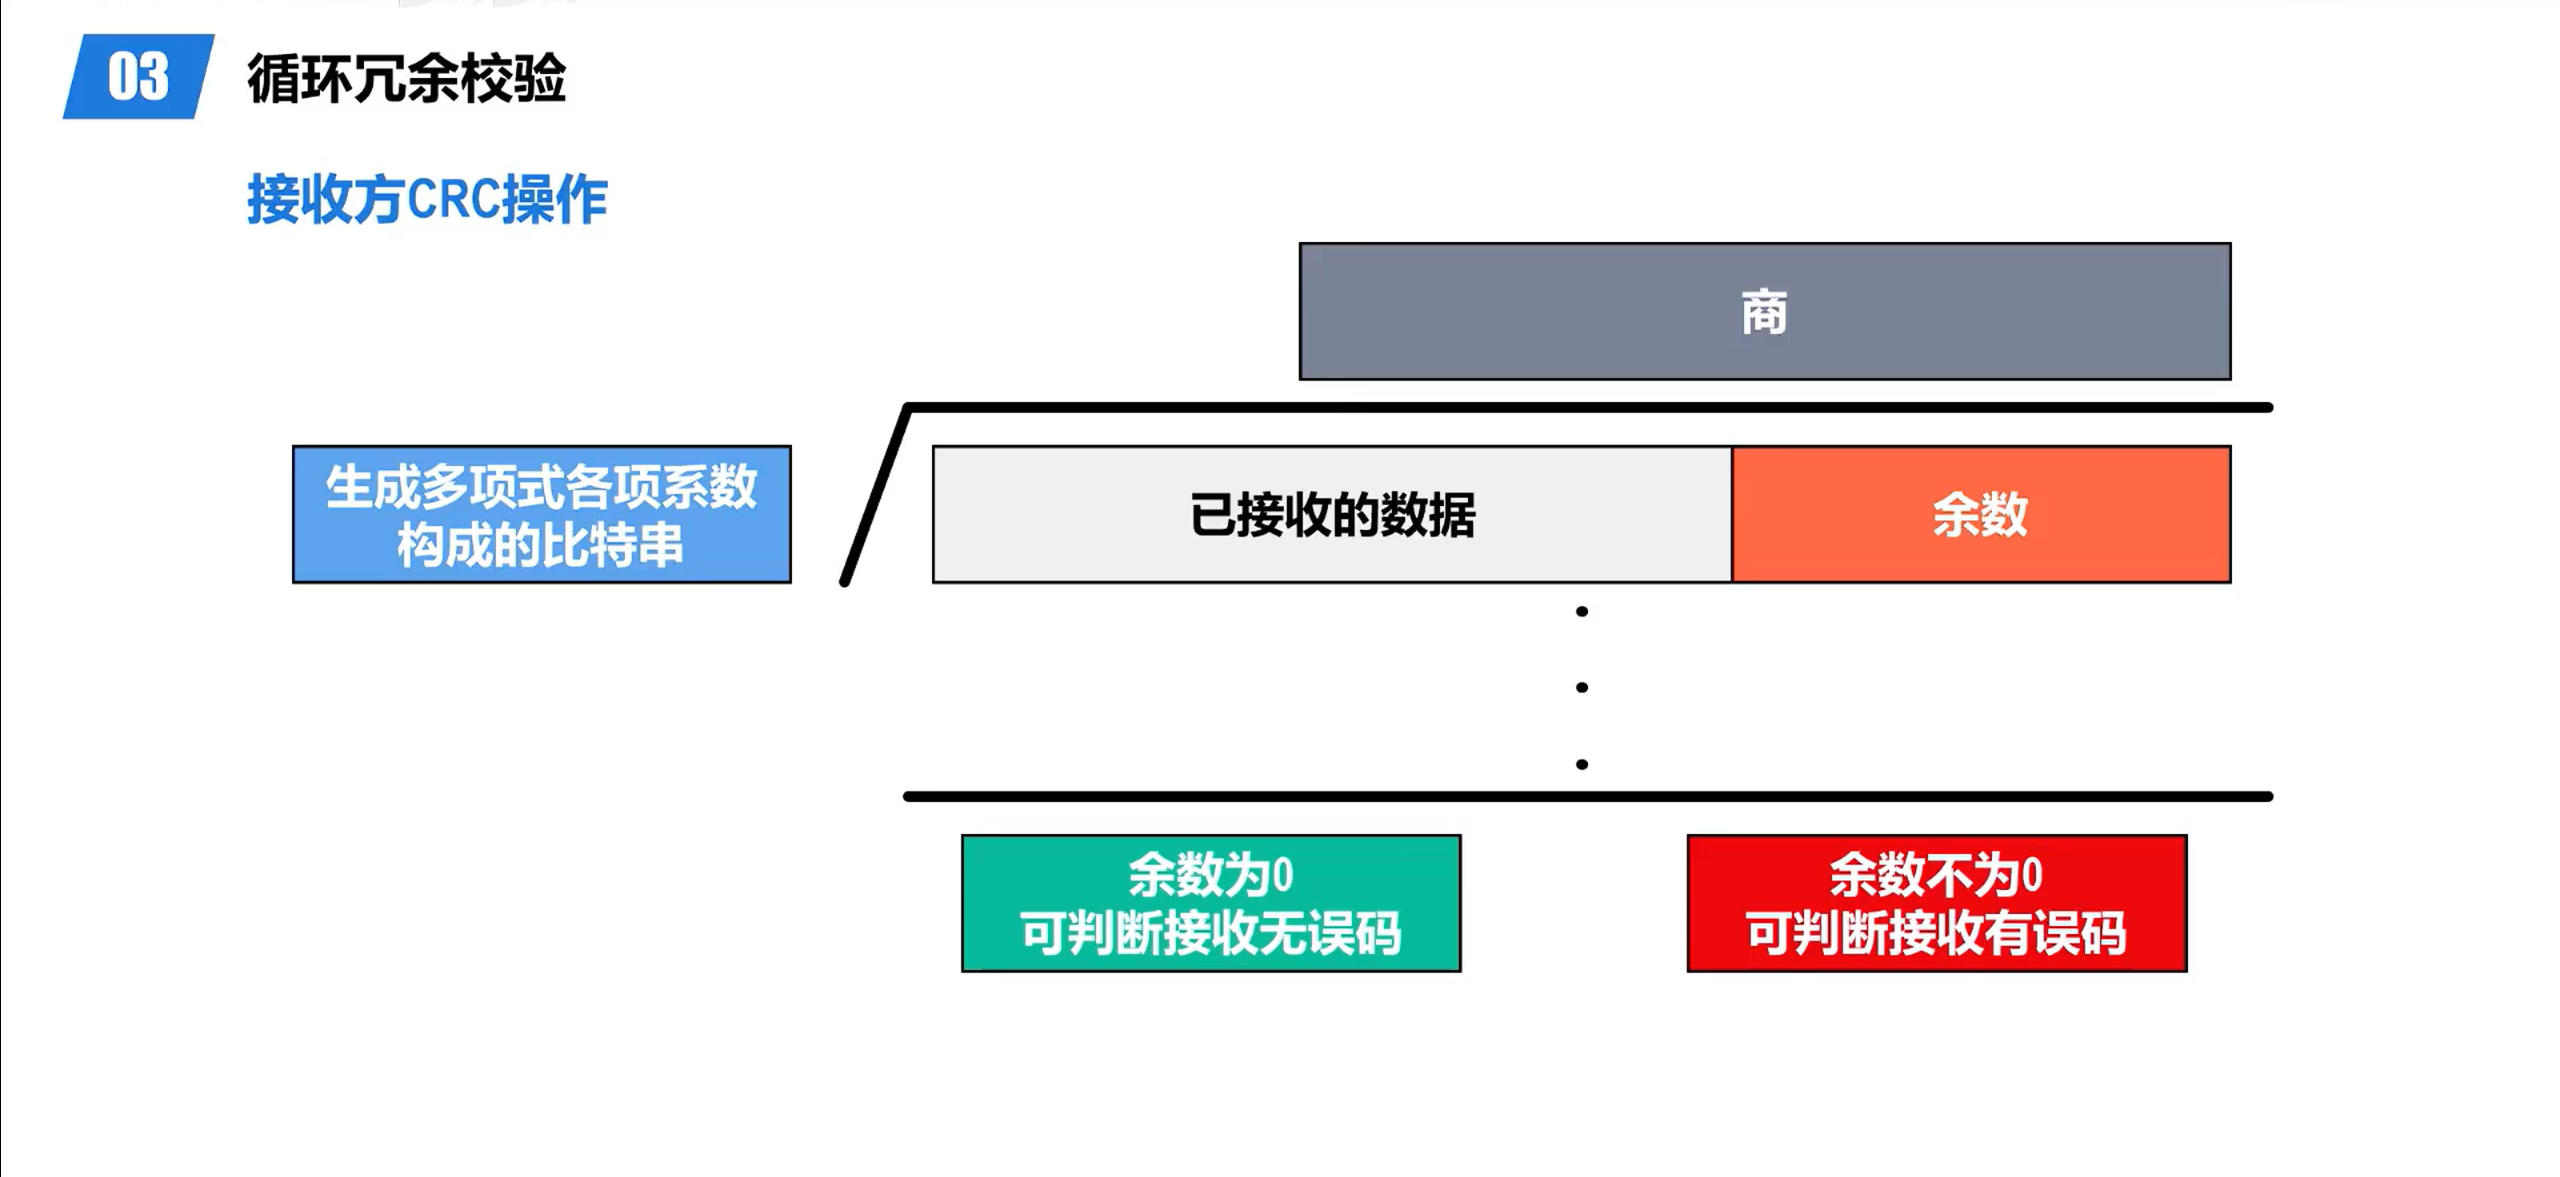 03 循环冗余校验
接收方CRC操作
商
生成多项式各项系数
构成的比特串
已接收的数据
余数
余数为0
可判断接收无误码
余数不为0
可判断接收有误码